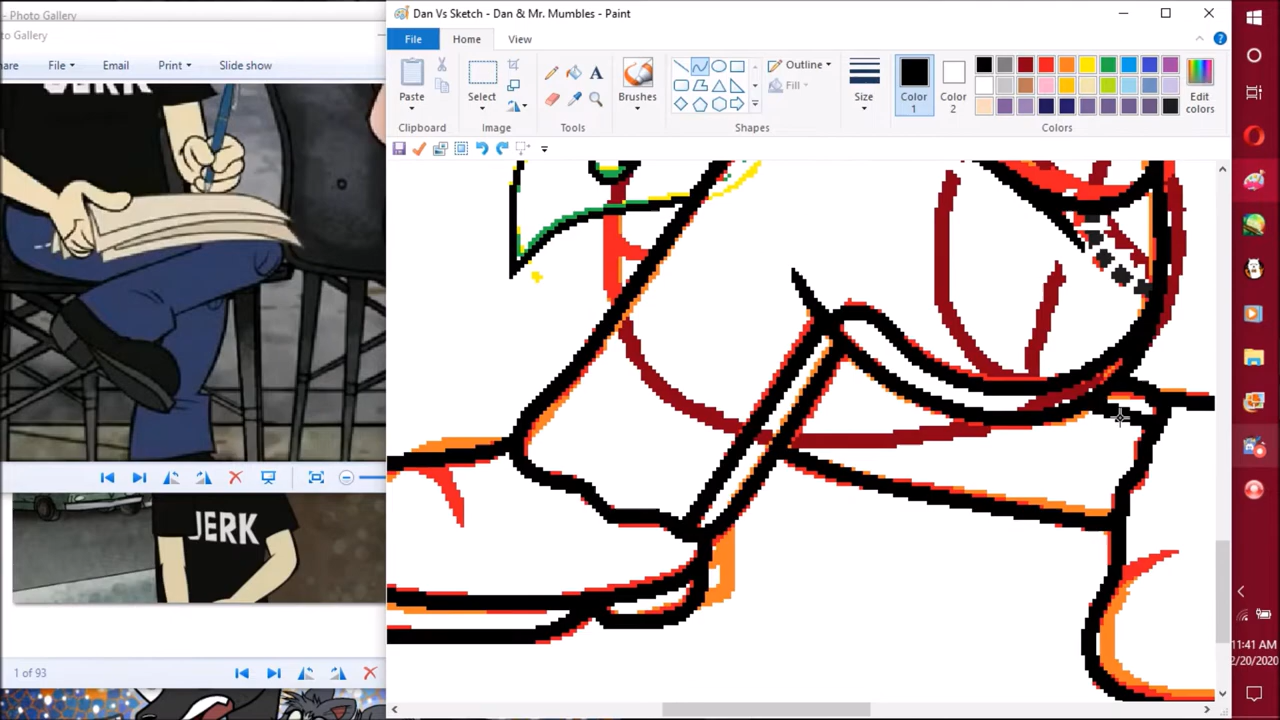 - Photo Gallery
oto Gallery
are
File
Email
Print
Slide show
JERK
JERK
1 of 93
Dan Vs Sketch - Dan & Mr. Mumbles - Paint
File
Home
View
Paste
Clipboard
Select
Image
A
Tools
Brushes
Outline
Fill
Shapes
Size
Color
1
Color
2
Edit
colors
Colors
11:41 AM
2/20/2020